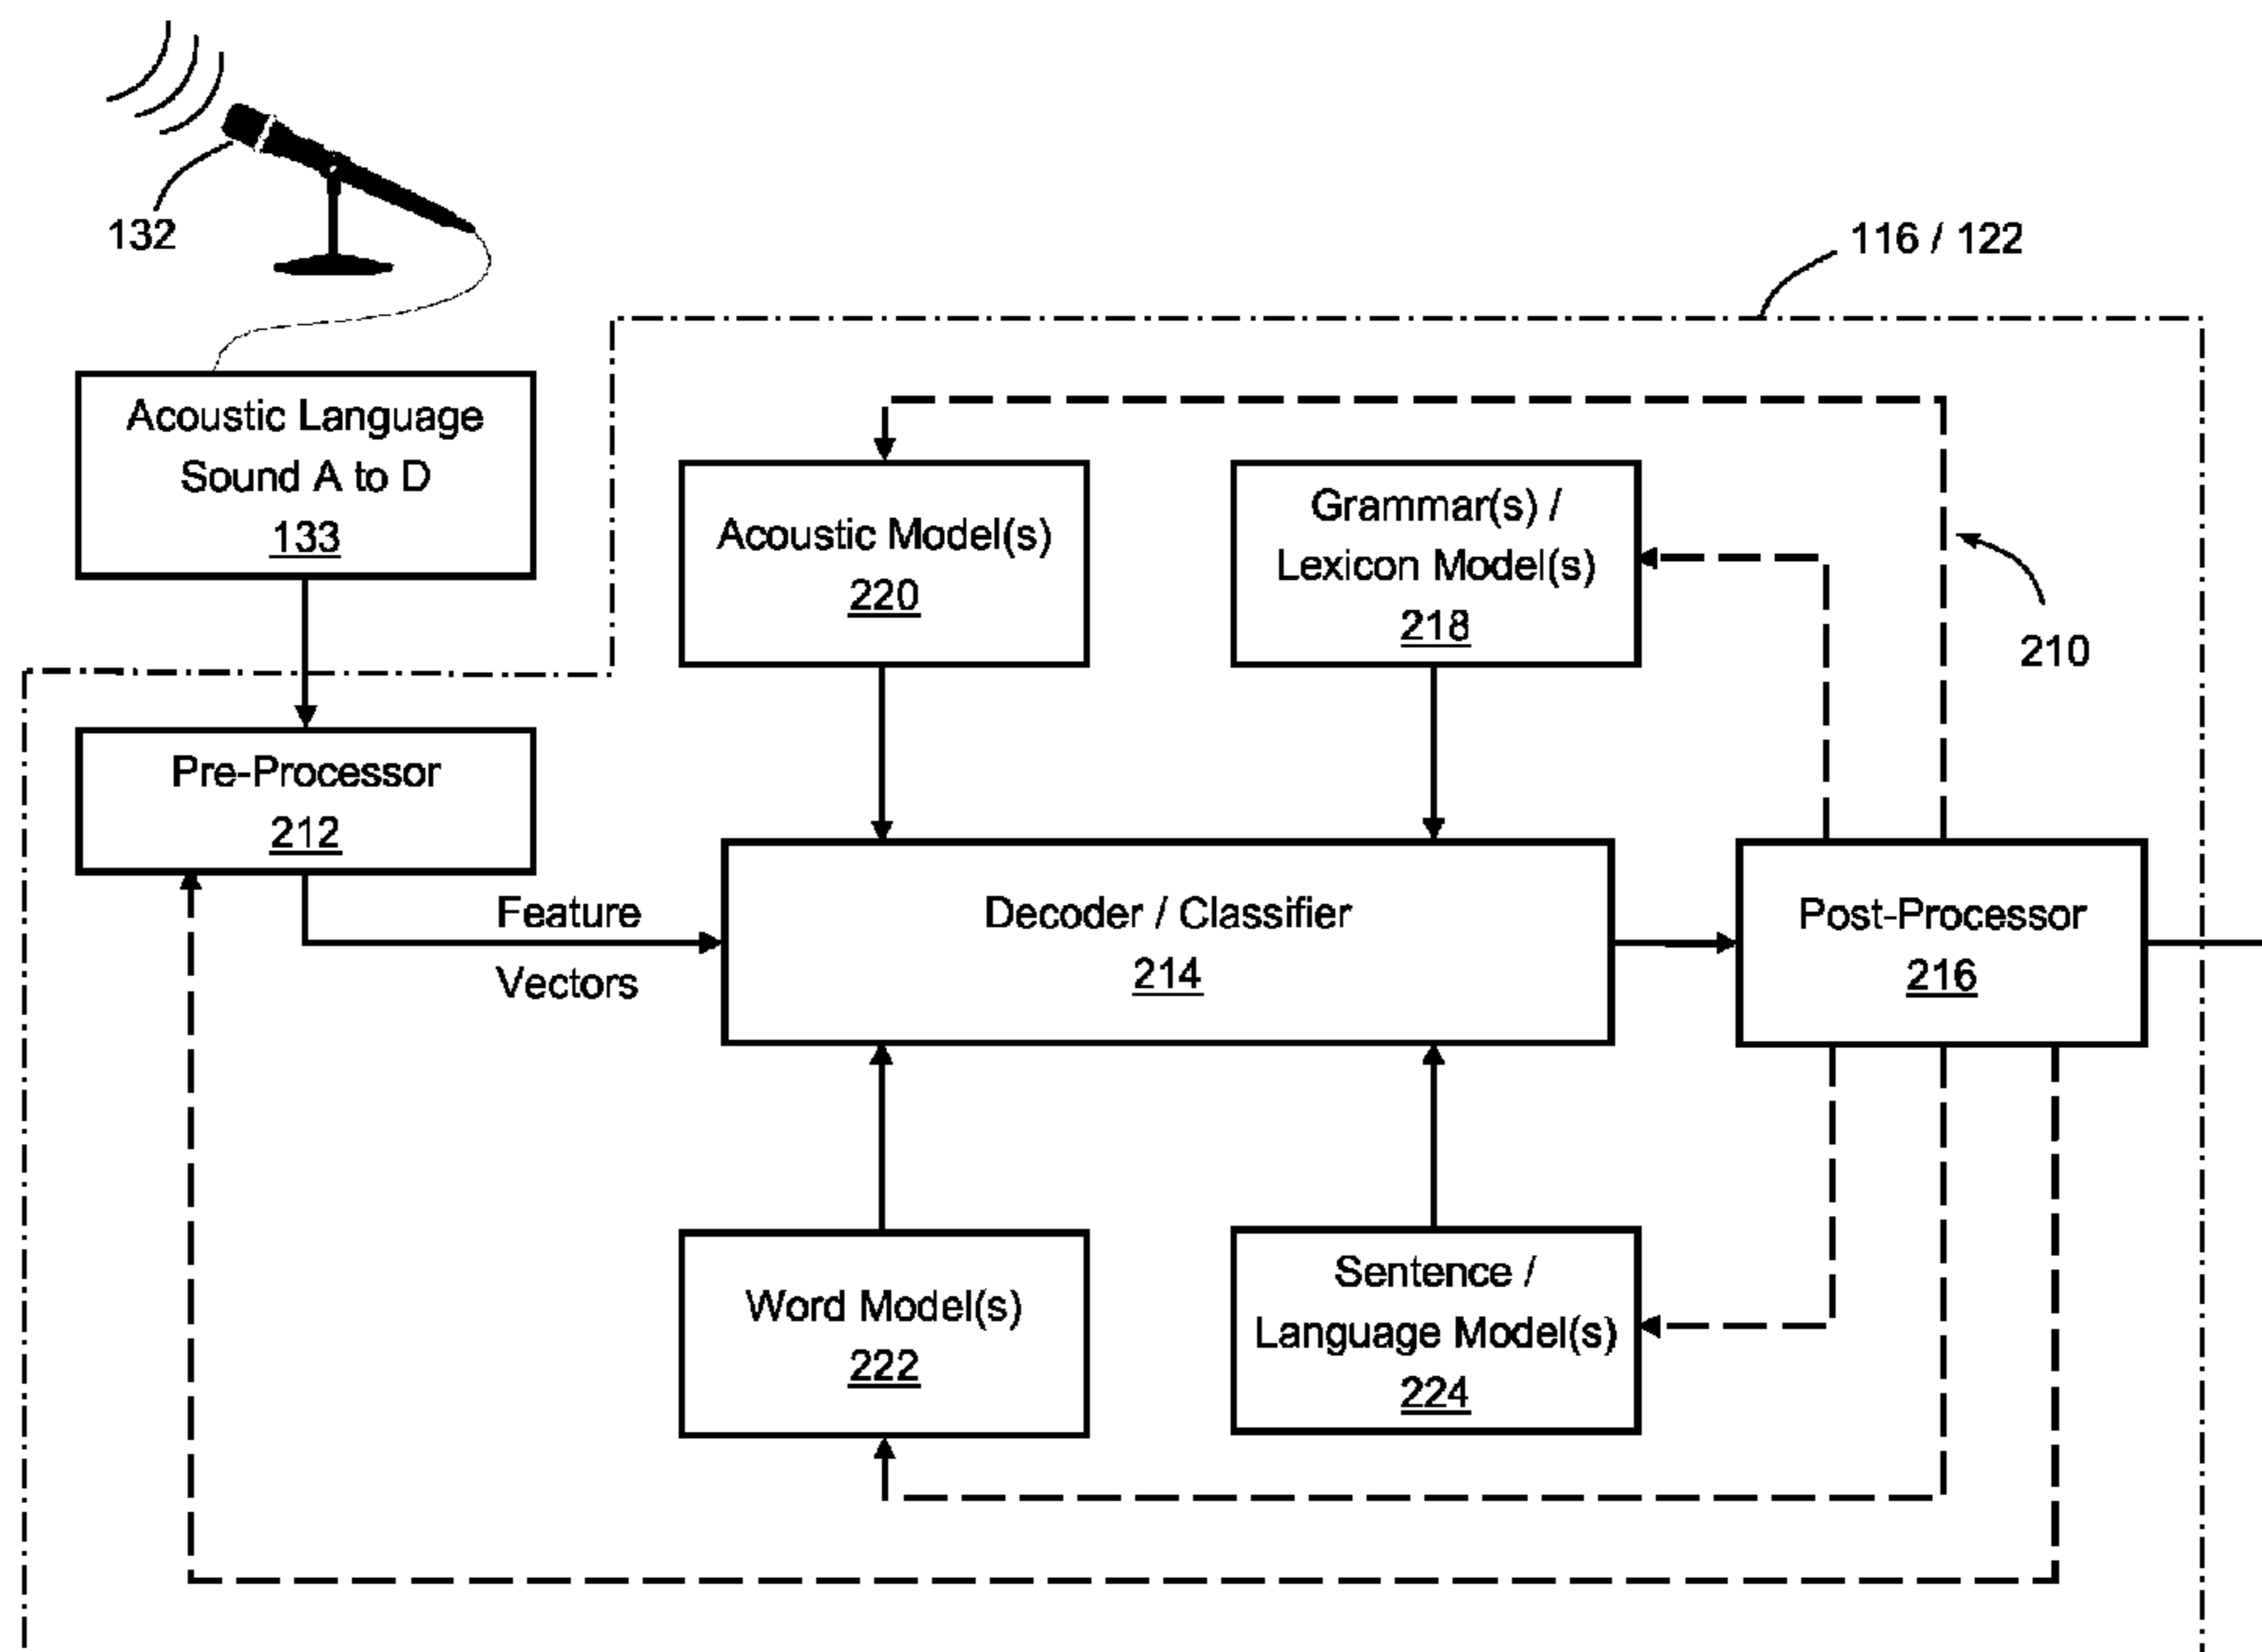 132
116 / 122
Acoustic Language
Sound A to D
133
Acoustic Model(s)
220
Grammar(s) /
Lexicon Model(s)
218
210
Pre-Processor
212
Feature
Vectors
Decoder / Classifier
214
Post-Processor
216
Word Model(s)
222
Sentence /
Language Model(s)
224